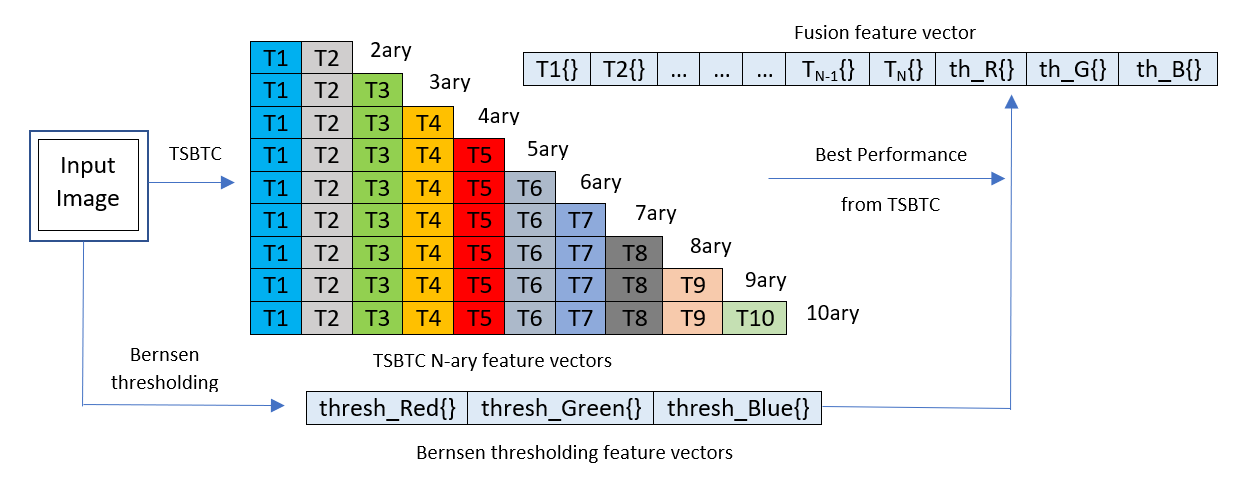 Fusion feature vector
T1{} T2{} ... ... ... TN-1{} TN{} th_R{} th_G{} th_B{}
T1 T2 2ary
T1 T2 T3 3ary
T1 T2 T3 T4 4ary
T1 T2 T3 T4 T5 5ary
T1 T2 T3 T4 T5 T6 6ary
T1 T2 T3 T4 T5 T6 T7 7ary
T1 T2 T3 T4 T5 T6 T7 T8 8ary
T1 T2 T3 T4 T5 T6 T7 T8 T9 9ary
T1 T2 T3 T4 T5 T6 T7 T8 T9 T10 10ary
Input
Image
TSBTC
Best Performance
from TSBTC
TSBTC N-ary feature vectors
Bernsen
thresholding
thresh_Red{} thresh_Green{} thresh_Blue{}
Bernsen thresholding feature vectors